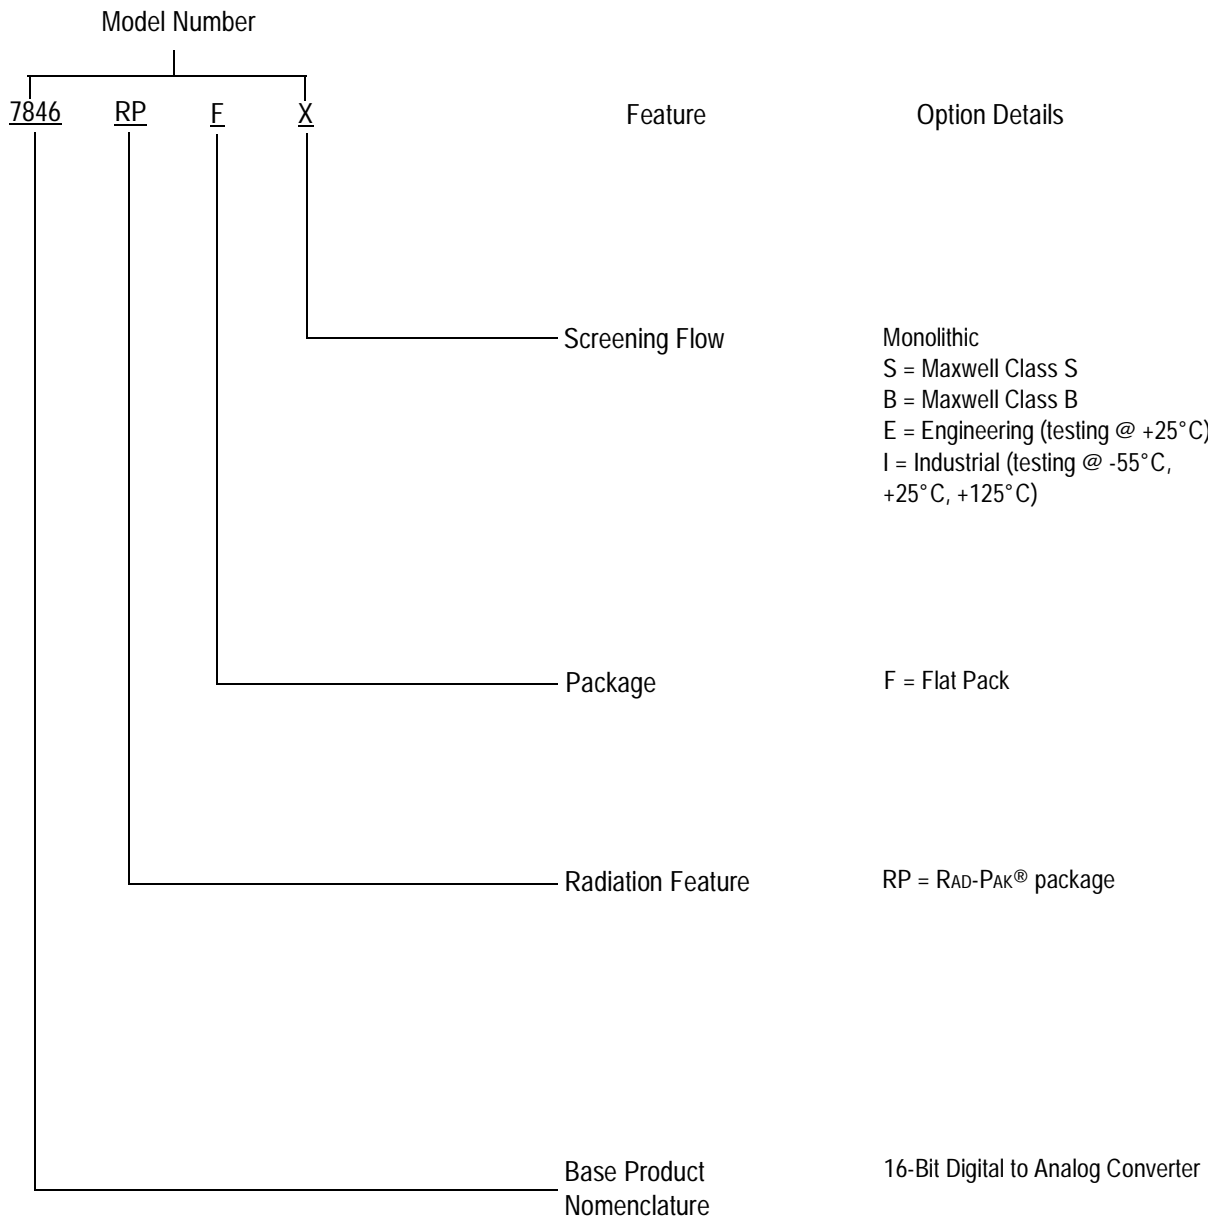 Model Number
7846 RP F X
Feature Option Details
Screening Flow
Monolithic
S = Maxwell Class S
B = Maxwell Class B
E = Engineering (testing @ +25°C)
I = Industrial (testing @ -55°C,
+25°C, +125°C)
Package
F = Flat Pack
Radiation Feature
RP = RAD-PAK® package
Base Product
Nomenclature
16-Bit Digital to Analog Converter